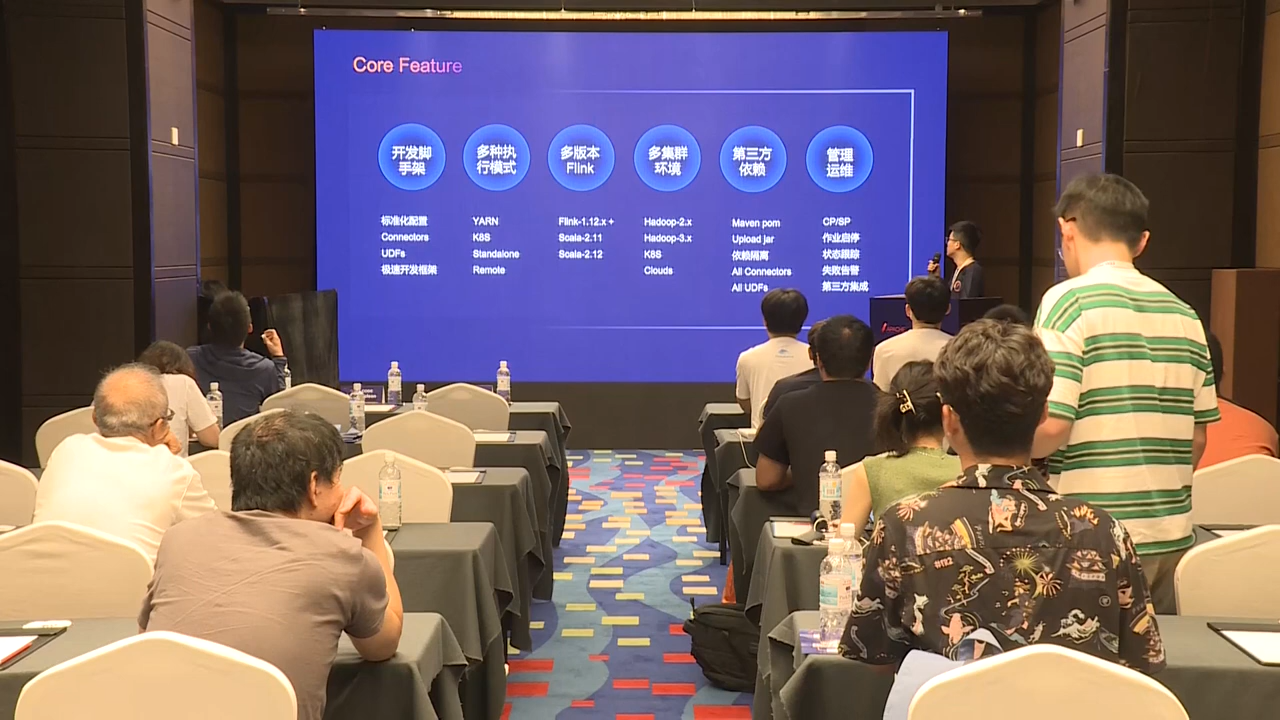 Core Feature
开发脚
手架
标准化配置
Connectors
UDFs
极速开发框架
多种执
行模式
YARN
K8S
Standalone
Remote
多版本
Flink
Flink-1.12.x +
Scala-2.11
Scala-2.12
多集群
环境
Hadoop-2.x
Hadoop-3.x
K8S
Clouds
第三方
依赖
Maven pom
Upload jar
依赖隔离
All Connectors
All UDFs
管理
运维
CP/SP
作业启停
状态跟踪
失败告警
第三方集成
APACHE